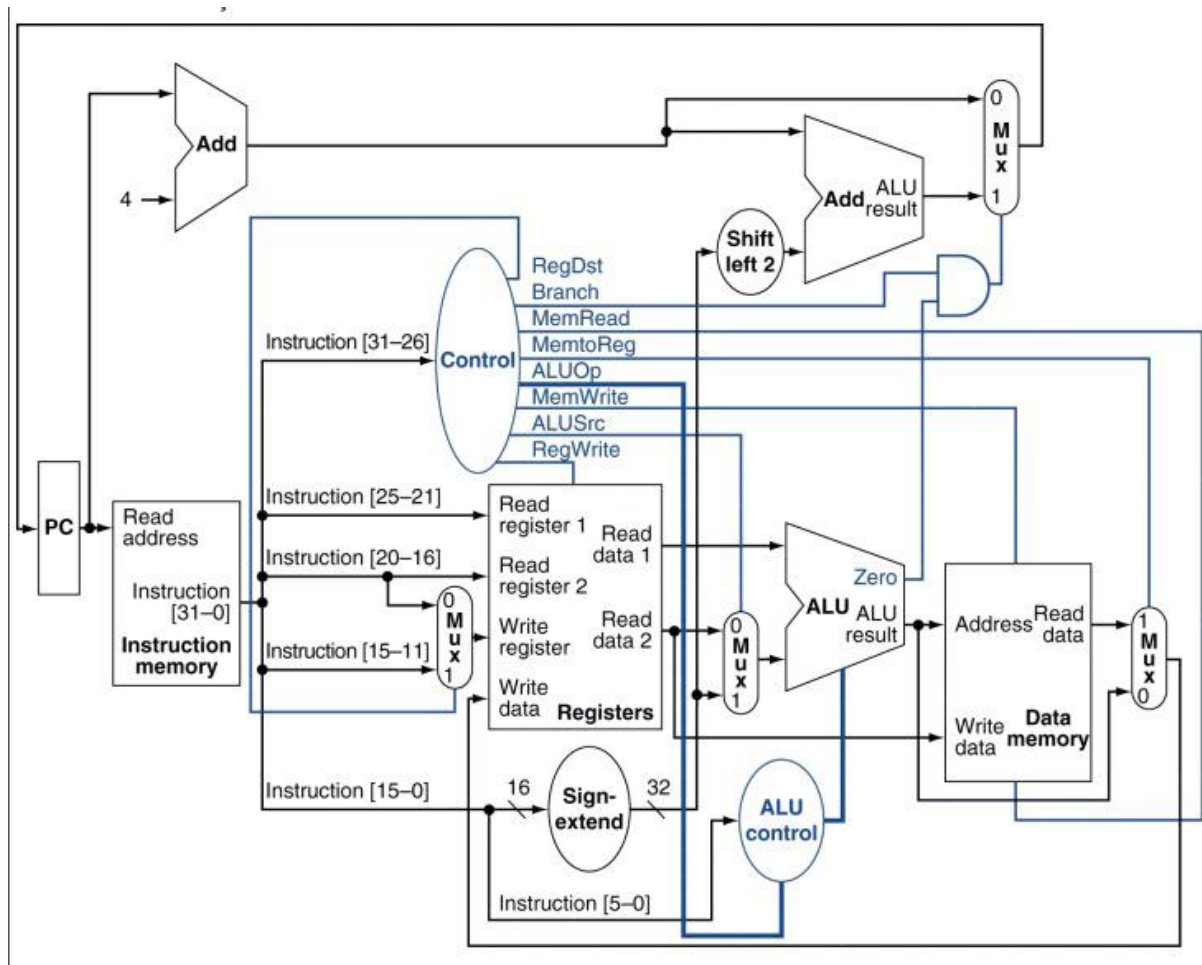 Add
4
0
M
u
x
1
Add
ALU
result
Shift
left 2
RegDst
Branch
MemRead
MemtoReg
ALUOp
MemWrite
ALUSrc
RegWrite
Control
Instruction [31–26]
Instruction [25–21]
Instruction [20–16]
Instruction [15–11]
Instruction [15–0]
Instruction [5–0]
PC
Read
address
Instruction
[31–0]
Instruction
memory
0
M
u
x
1
Read
register 1
Read
register 2
Write
register
Write
data
Read
data 1
Read
data 2
Registers
0
M
u
x
1
Zero
ALU
ALU
result
Address
Read
data
Write
data
Data
memory
1
M
u
x
0
16
Sign-
extend
32
ALU
control